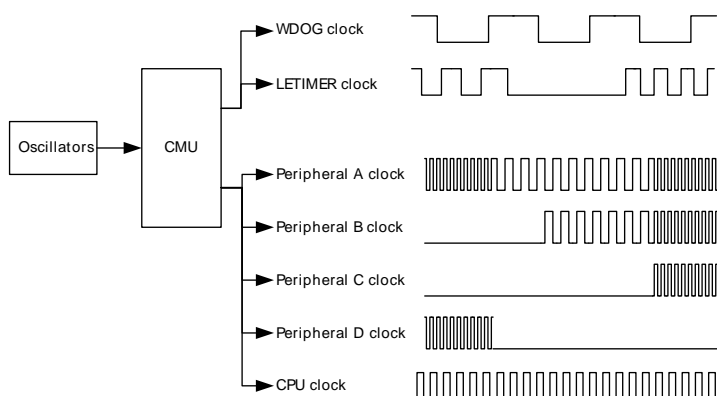 WDOG clock
LETIMER clock
Oscillators
CMU
Peripheral A clock
Peripheral B clock
Peripheral C clock
Peripheral D clock
CPU clock